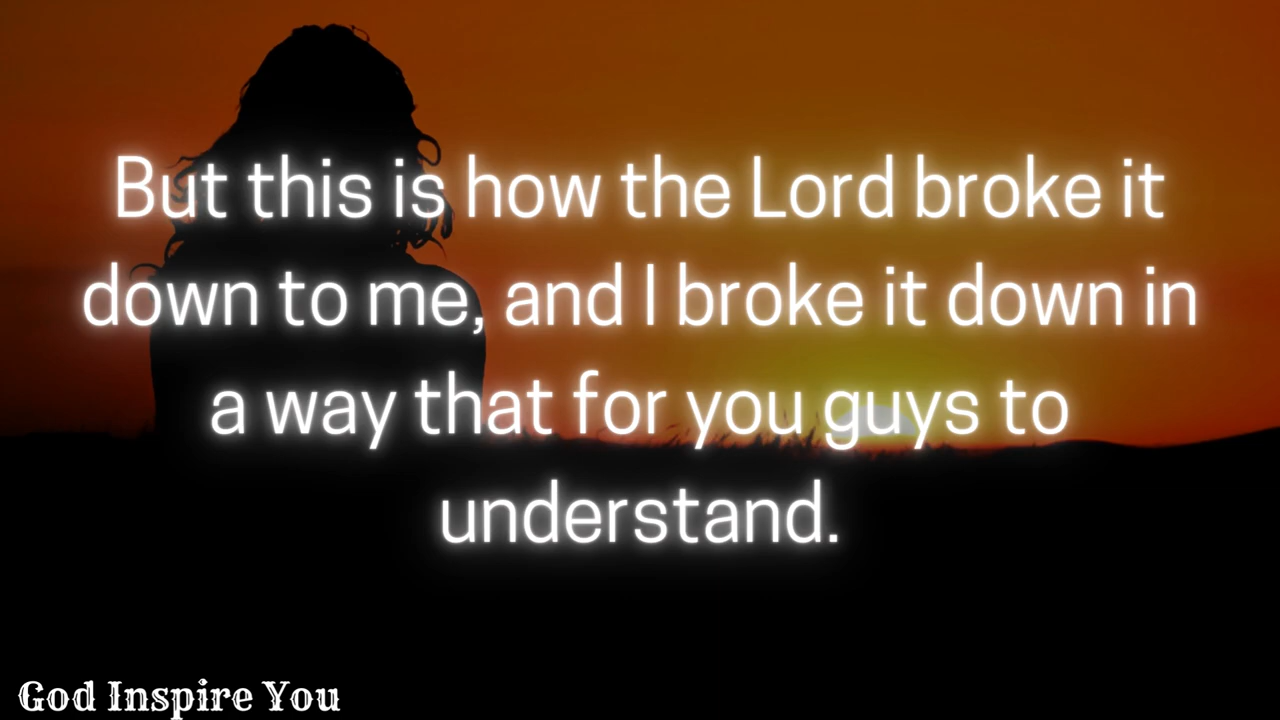 But this is how the Lord broke it
down to me, and I broke it down in
a way that for you guys to
understand.
God Inspire You